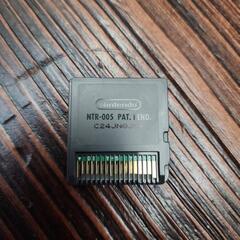 Nintendo
NTR-005 PAT. PEND.